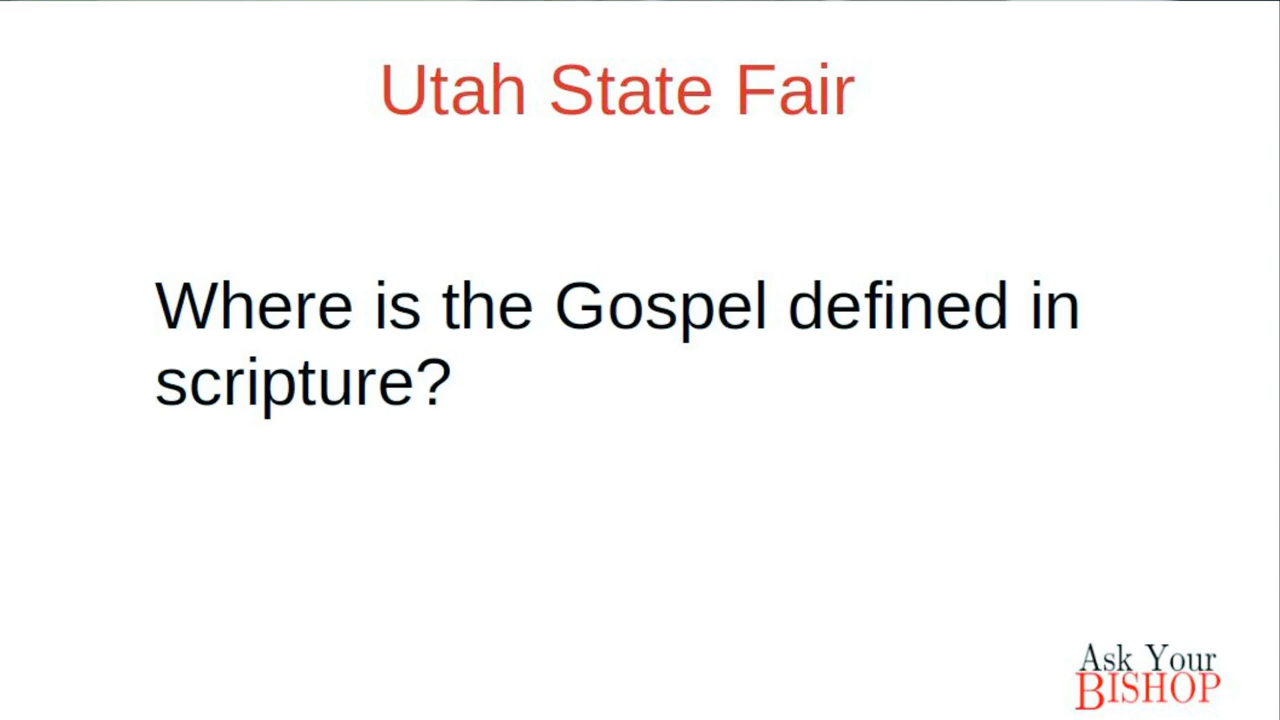 Utah State Fair
Where is the Gospel defined in
scripture?
Ask Your
BISHOP